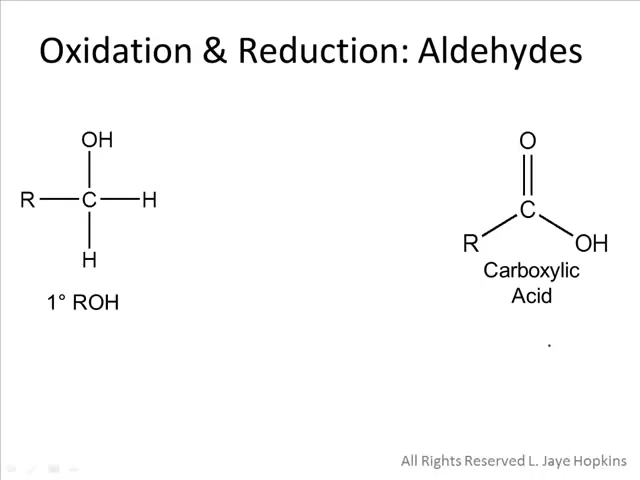 Oxidation & Reduction: Aldehydes
OH
R C H
H
1° ROH
O
C
R OH
Carboxylic
Acid
All Rights Reserved L. Jaye Hopkins